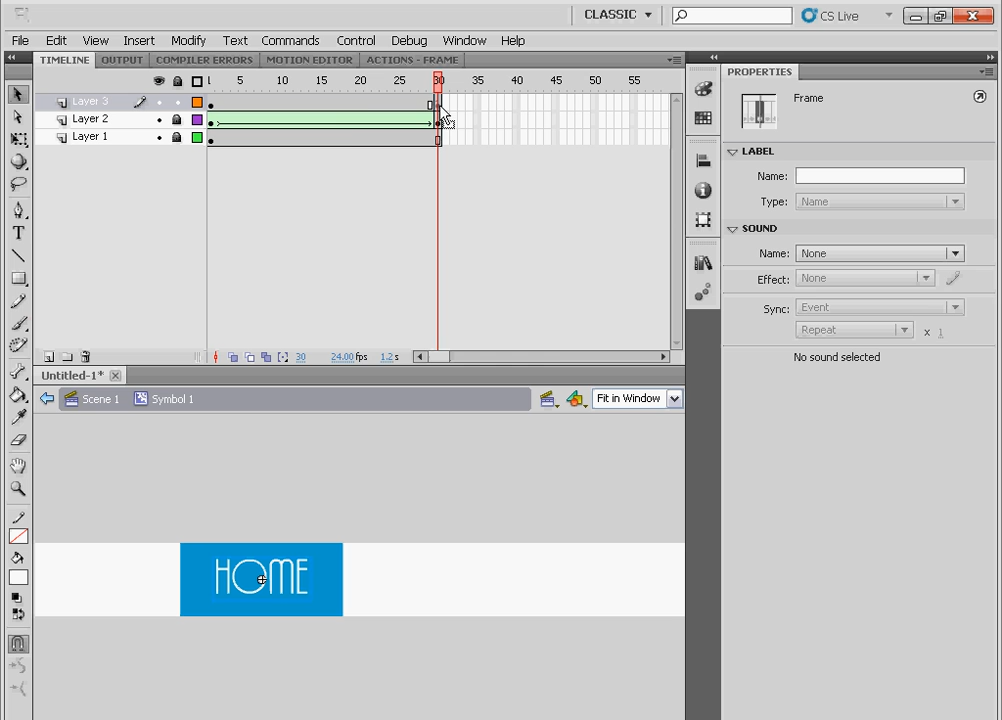 Fl
CLASSIC
CS Live
File Edit View Insert Modify Text Commands Control Debug Window Help
TIMELINE OUTPUT COMPILER ERRORS MOTION EDITOR ACTIONS - FRAME
PROPERTIES
5 10 15 20 25 30 35 40 45 50 55
Frame
Layer 3
Layer 2
Layer 1
LABEL
Name:
Type: Name
SOUND
Name: None
Effect: None
Sync: Event
Repeat x 1
No sound selected
30 24.00 fps 1.2 s
Untitled-1*
Scene 1 Symbol 1 Fit in Window
HOME
T